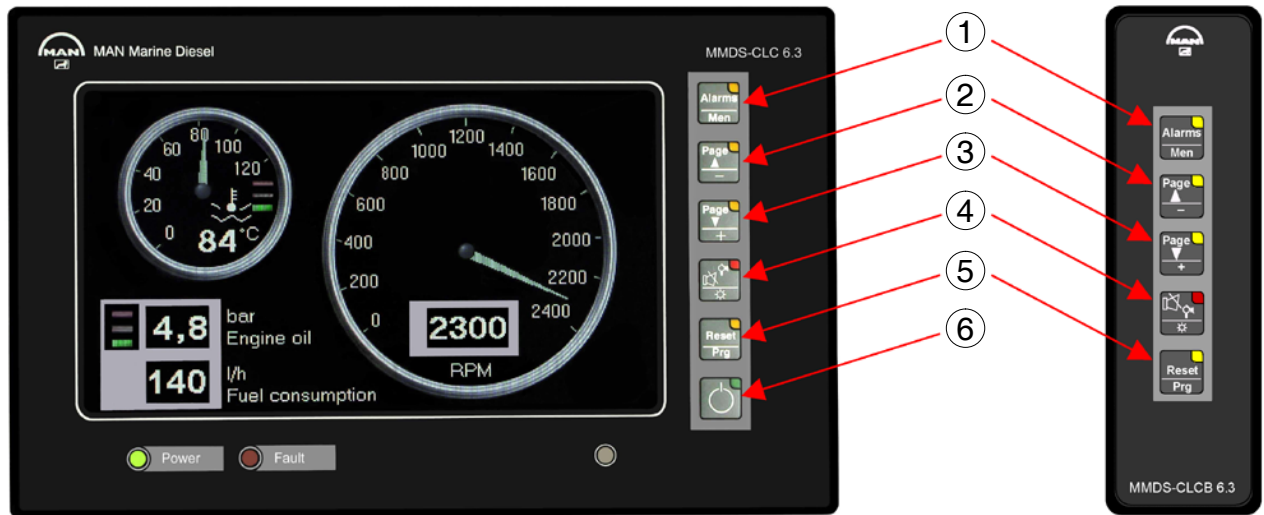 MAN MAN Marine Diesel
MMDS-CLC 6.3
0
20
40
60
80
100
120
84°C
4,8
bar
Engine oil
140
l/h
Fuel consumption
0
200
400
600
800
1000
1200
1400
1600
1800
2000
2200
2400
2300
RPM
Alarms
Men
Page
−
Page
+
Reset
Prg
Power
Fault
1
2
3
4
5
6
MAN
Alarms
Men
Page
−
Page
+
Reset
Prg
MMDS-CLCB 6.3